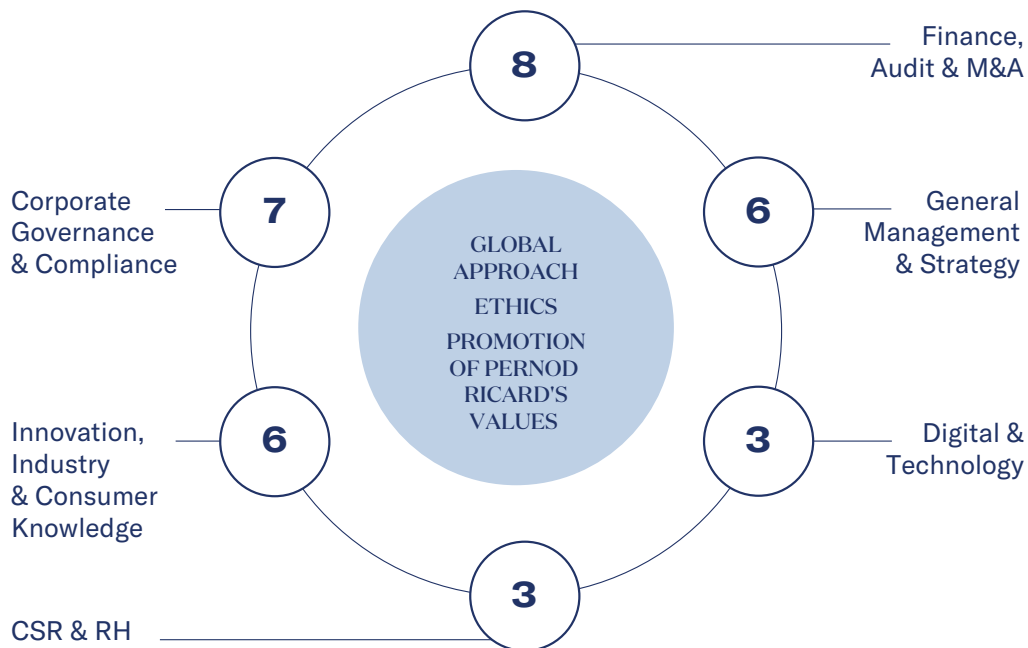 8
Finance,
Audit & M&A
7
Corporate
Governance
& Compliance
6
General
Management
& Strategy
GLOBAL
APPROACH
ETHICS
PROMOTION
OF PERNOD
RICARD'S
VALUES
6
Innovation,
Industry
& Consumer
Knowledge
3
Digital &
Technology
3
CSR & RH